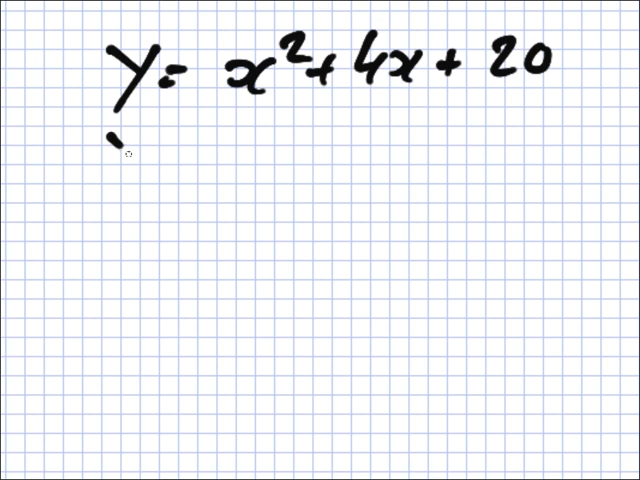 y = x² + 4x + 20